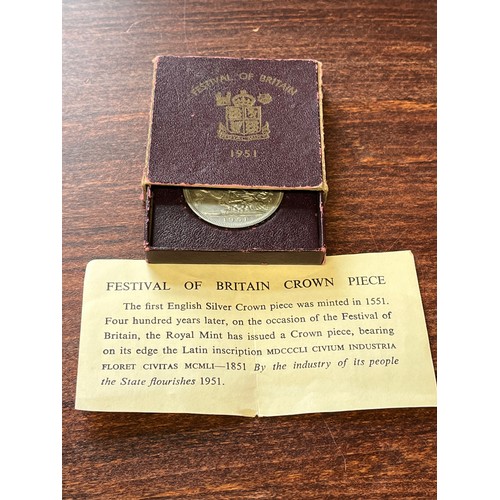 FESTIVAL OF BRITAIN
ROYAL MINT
1951
1951
FESTIVAL OF BRITAIN CROWN PIECE
The first English Silver Crown piece was minted in 1551.
Four hundred years later, on the occasion of the Festival of
Britain, the Royal Mint has issued a Crown piece, bearing
on its edge the Latin inscription MDCCCLI CIVIUM INDUSTRIA
FLORET CIVITAS MCMLI—1851 By the industry of its people
the State flourishes 1951.